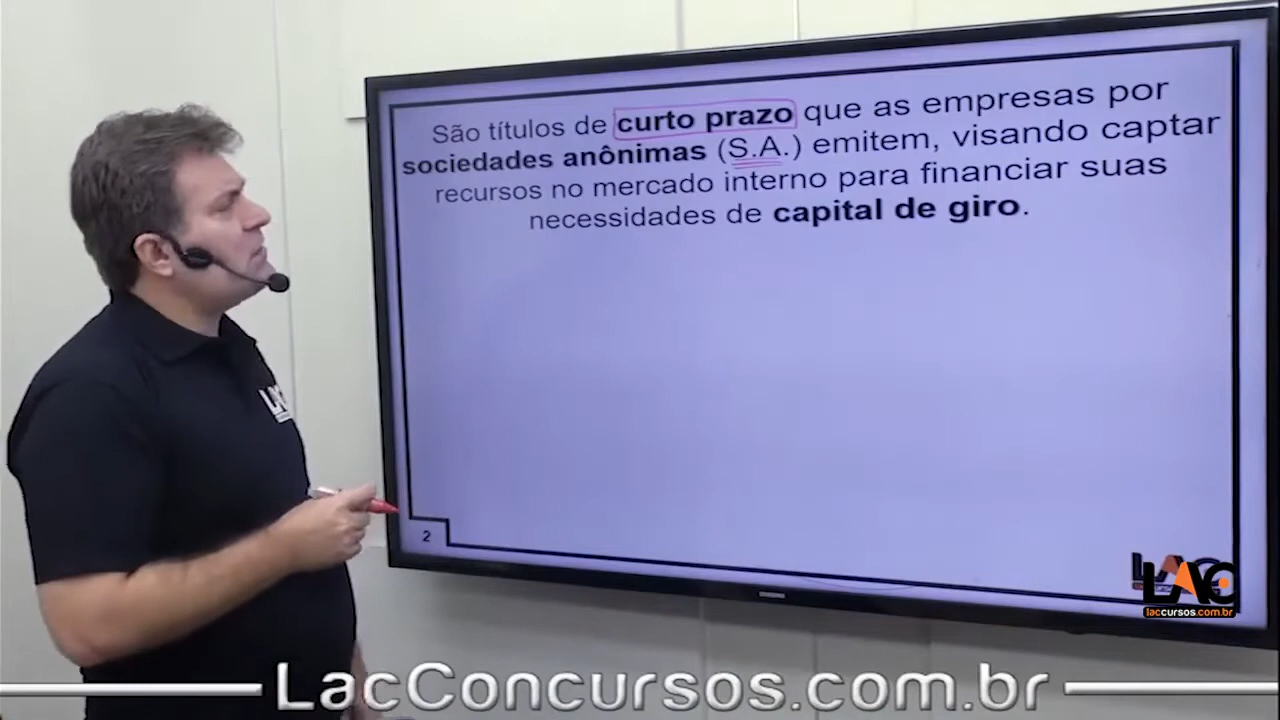 São títulos de curto prazo que as empresas por
sociedades anônimas (S.A.) emitem, visando captar
recursos no mercado interno para financiar suas
necessidades de capital de giro.
2
LAC
LAC
laccursos.com.br
LacConcursos.com.br